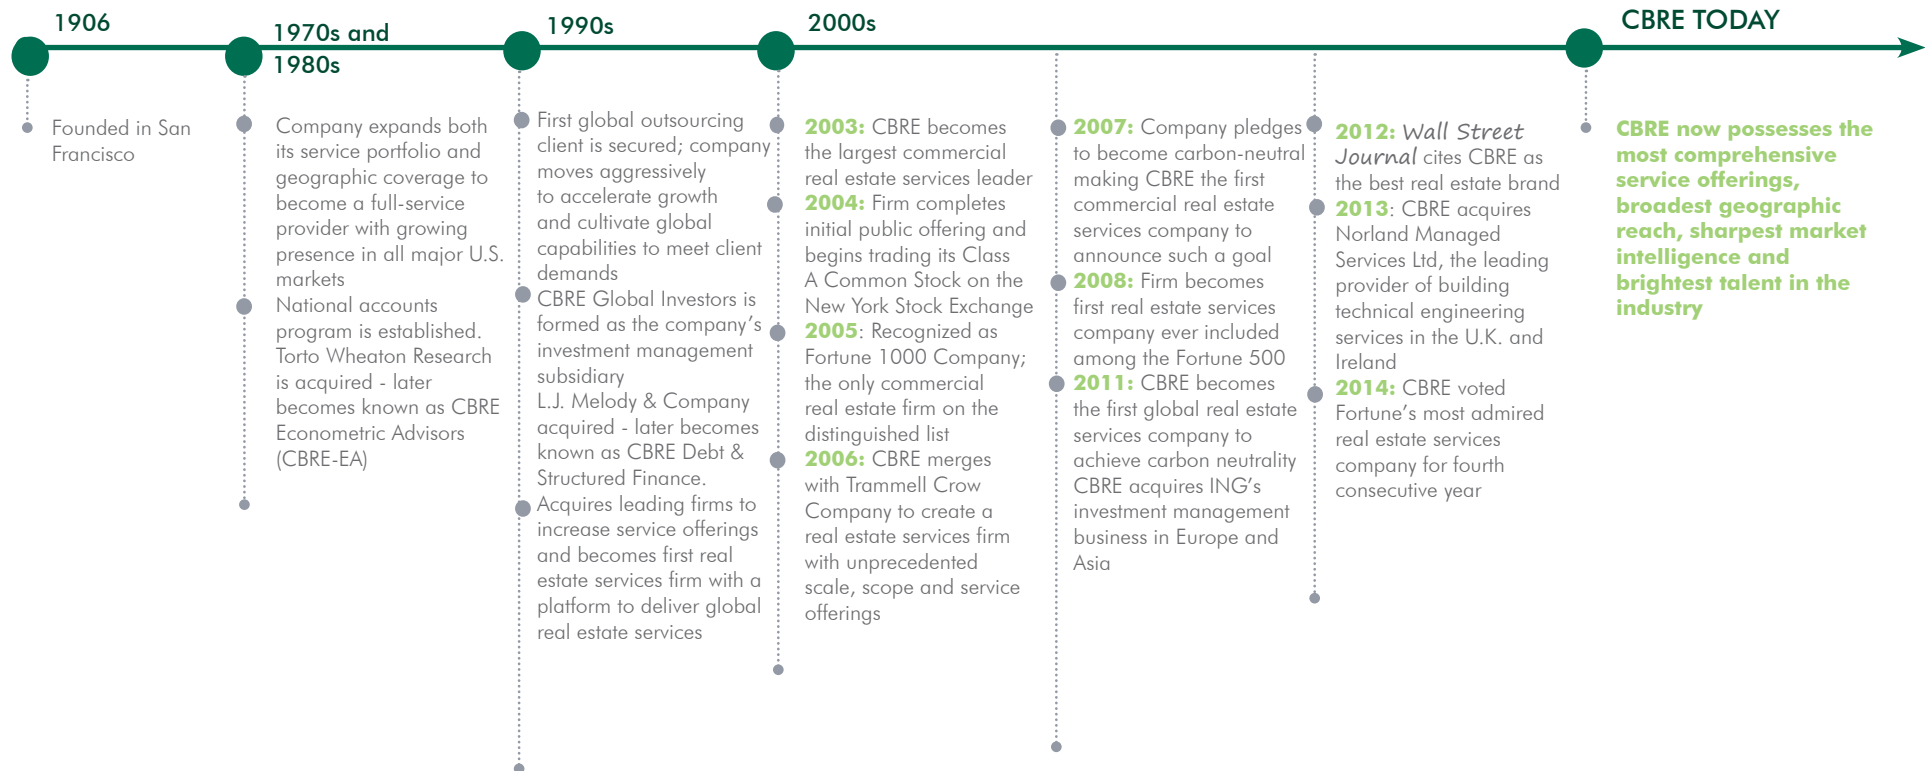 1906
Founded in San
Francisco
1970s and
1980s
Company expands both
its service portfolio and
geographic coverage to
become a full-service
provider with growing
presence in all major U.S.
markets
National accounts
program is established.
Torto Wheaton Research
is acquired - later
becomes known as CBRE
Econometric Advisors
(CBRE-EA)
1990s
First global outsourcing
client is secured; company
moves aggressively
to accelerate growth
and cultivate global
capabilities to meet client
demands
CBRE Global Investors is
formed as the company’s
investment management
subsidiary
L.J. Melody & Company
acquired - later becomes
known as CBRE Debt &
Structured Finance.
Acquires leading firms to
increase service offerings
and becomes first real
estate services firm with a
platform to deliver global
real estate services
2000s
2003: CBRE becomes
the largest commercial
real estate services leader
2004: Firm completes
initial public offering and
begins trading its Class
A Common Stock on the
New York Stock Exchange
2005: Recognized as
Fortune 1000 Company;
the only commercial
real estate firm on the
distinguished list
2006: CBRE merges
with Trammell Crow
Company to create a
real estate services firm
with unprecedented
scale, scope and service
offerings
2007: Company pledges
to become carbon-neutral
making CBRE the first
commercial real estate
services company to
announce such a goal
2008: Firm becomes
first real estate services
company ever included
among the Fortune 500
2011: CBRE becomes
the first global real estate
services company to
achieve carbon neutrality
CBRE acquires ING’s
investment management
business in Europe and
Asia
2012: Wall Street
Journal cites CBRE as
the best real estate brand
2013: CBRE acquires
Norland Managed
Services Ltd, the leading
provider of building
technical engineering
services in the U.K. and
Ireland
2014: CBRE voted
Fortune’s most admired
real estate services
company for fourth
consecutive year
CBRE TODAY
CBRE now possesses the
most comprehensive
service offerings,
broadest geographic
reach, sharpest market
intelligence and
brightest talent in the
industry